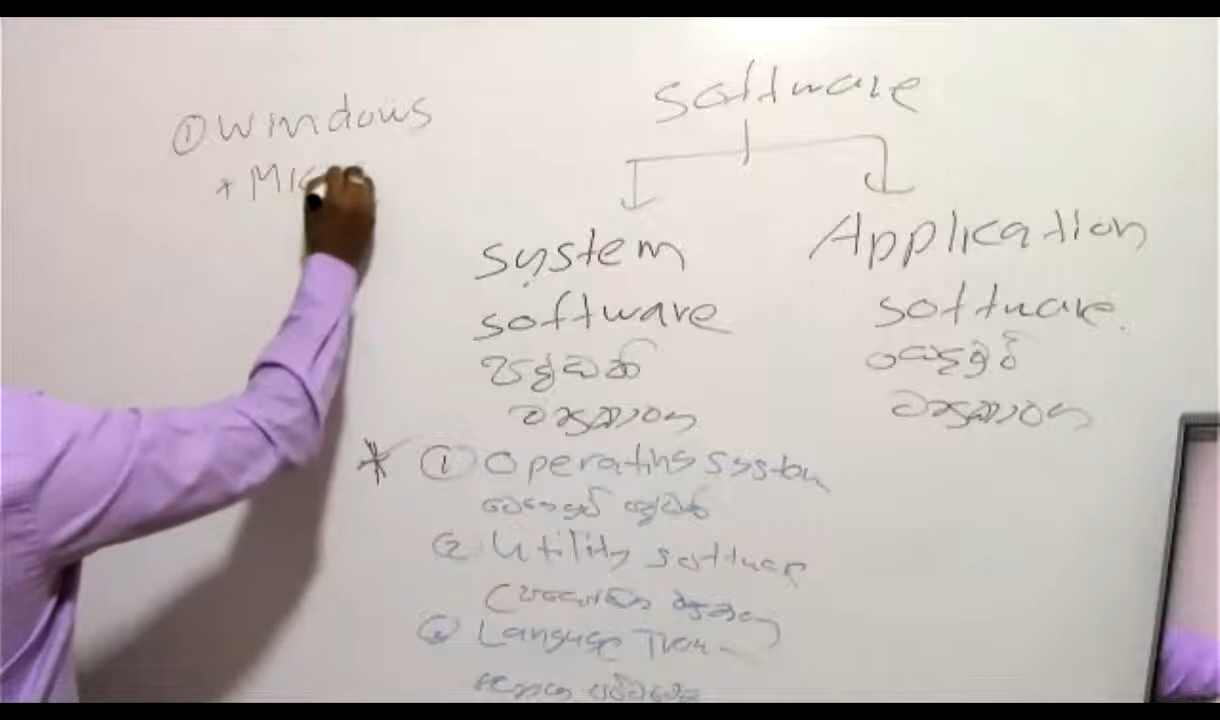 ① Windows
+ Mic
Software
System
software
පද්ධති
මෘදුකාංග
Application
software.
යෙදුම්
මෘදුකාංග
* ① Operating System
මෙහෙයුම් පද්ධති
② Utility software
මෘදුකාංග
③ Language Tran -